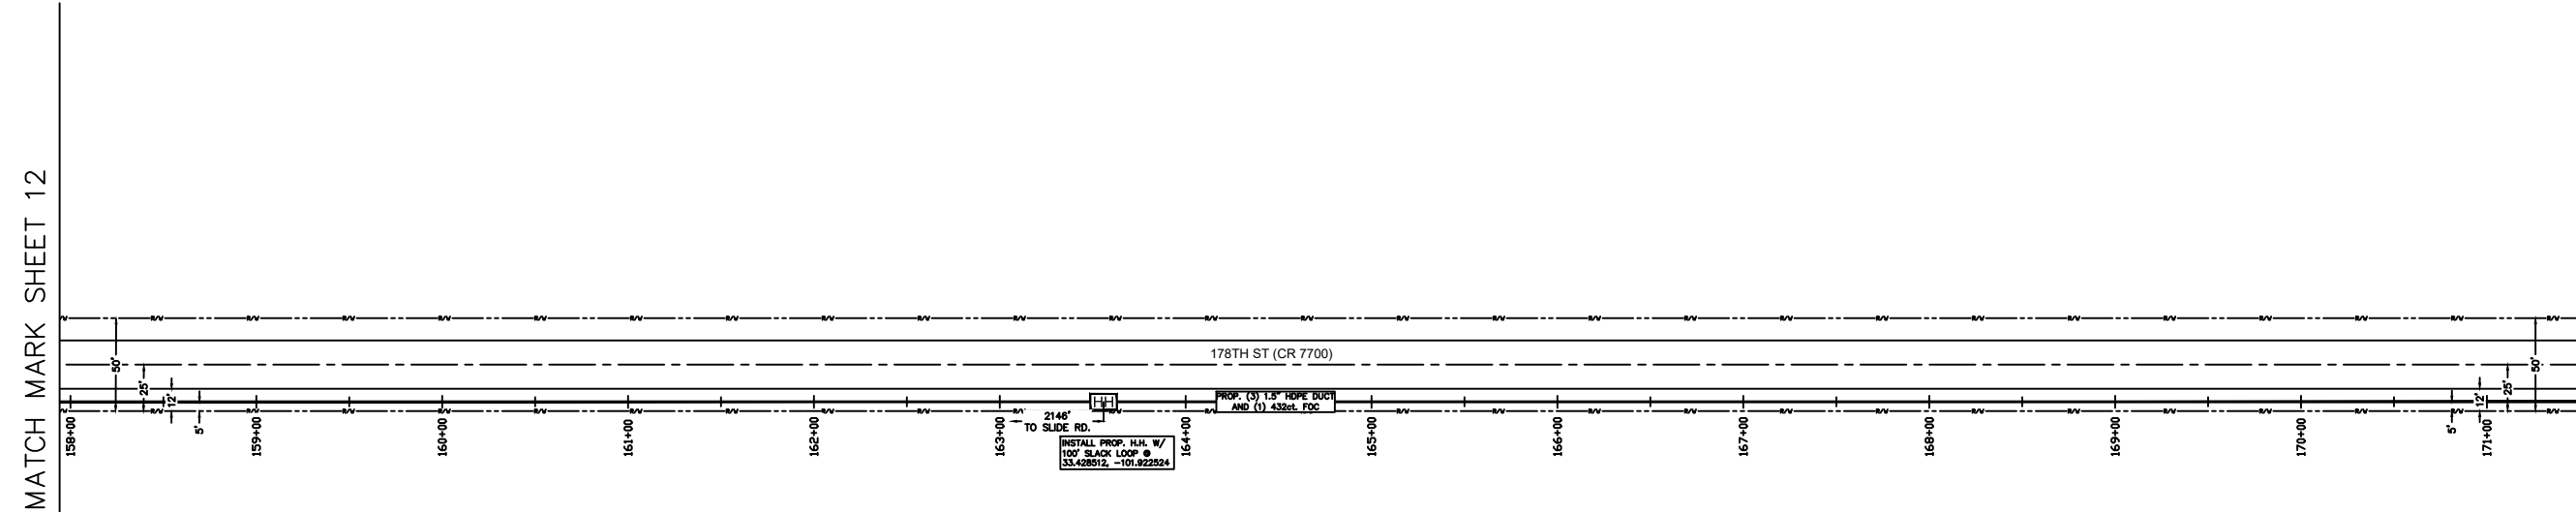 MATCH MARK SHEET 12
R/W R/W R/W R/W R/W R/W R/W R/W R/W R/W R/W R/W R/W R/W R/W R/W R/W R/W R/W R/W R/W R/W R/W R/W R/W R/W R/W
178TH ST (CR 7700)
50'
25'
12'
5'
50'
25'
12'
5'
HH
PROP. (3) 1.5" HDPE DUCT
AND (1) 432ct. FOC
R/W R/W R/W R/W R/W R/W R/W R/W R/W R/W R/W R/W R/W R/W R/W R/W R/W R/W R/W R/W R/W R/W R/W R/W R/W R/W R/W
2146'
TO SLIDE RD.
INSTALL PROP. H.H. W/
100' SLACK LOOP @
33.428512, -101.922524
158+00
159+00
160+00
161+00
162+00
163+00
164+00
165+00
166+00
167+00
168+00
169+00
170+00
171+00